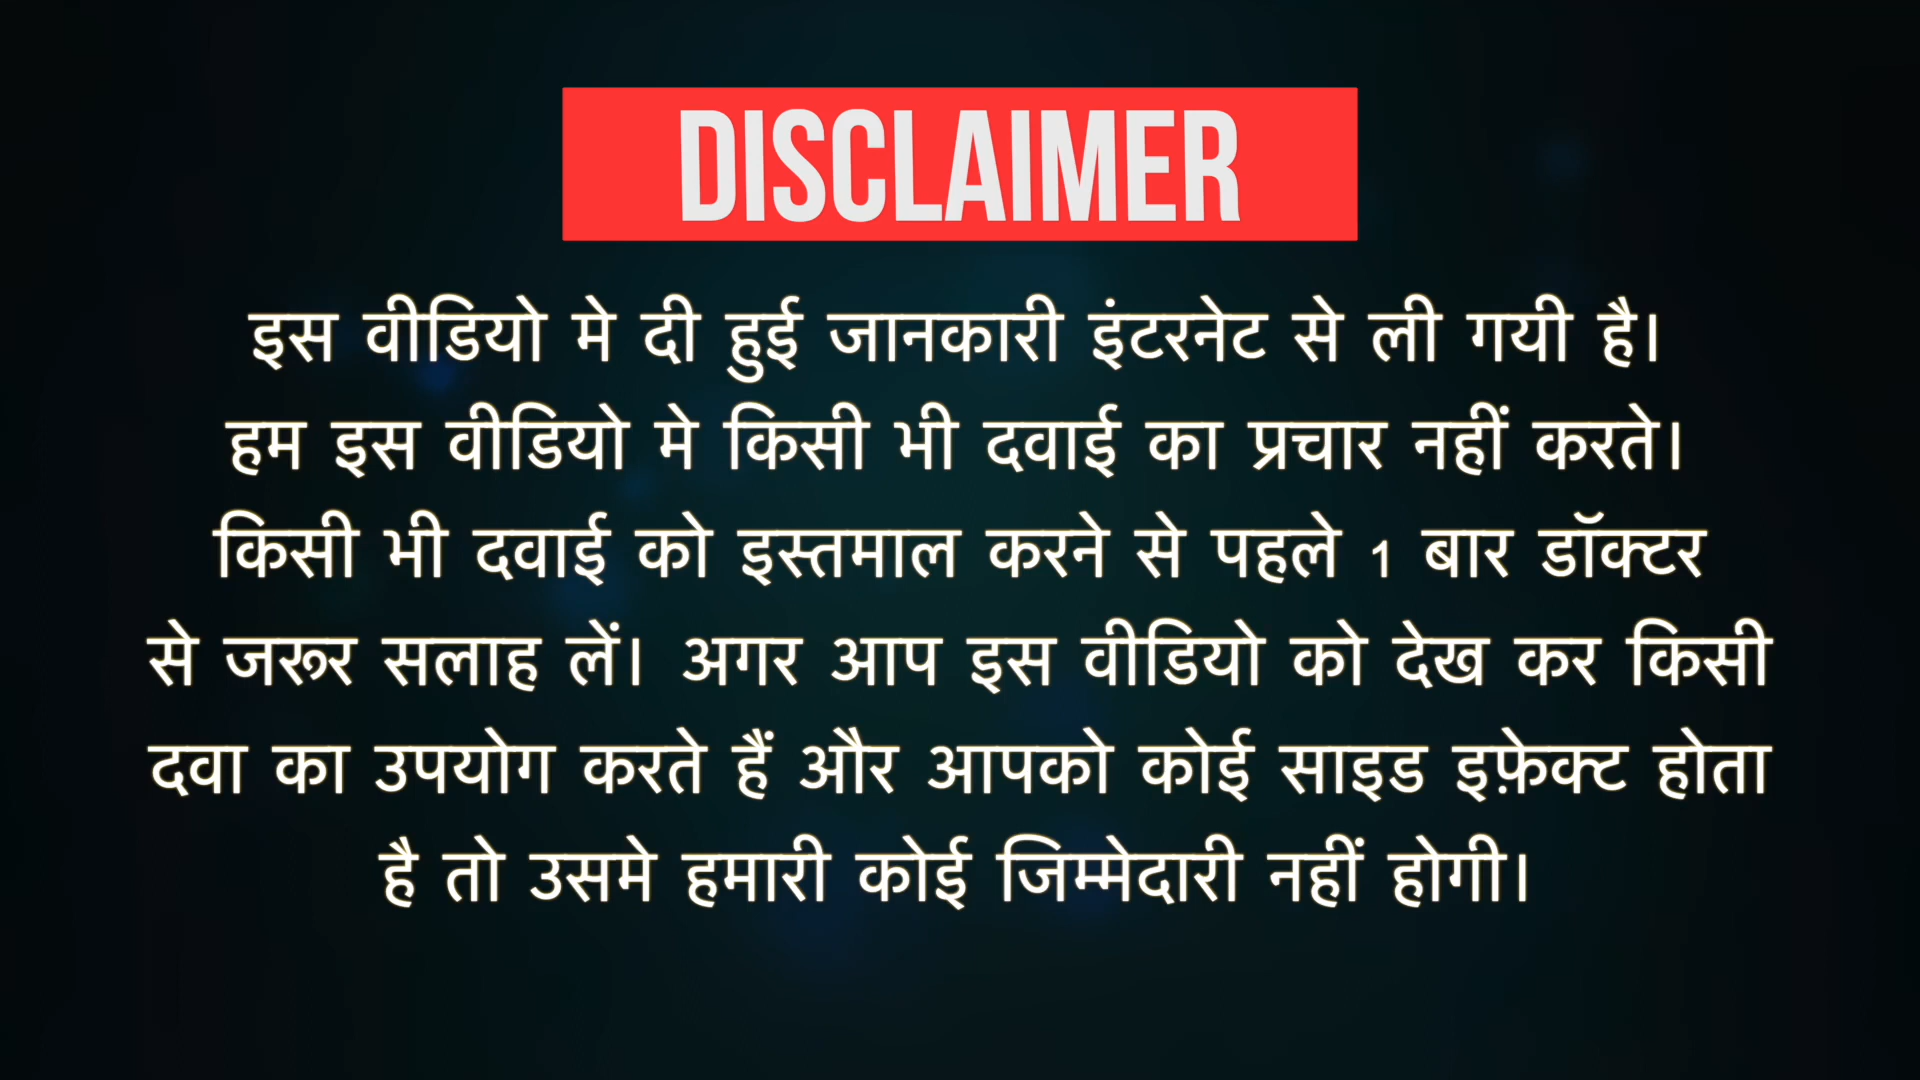 DISCLAIMER
इस वीडियो मे दी हुई जानकारी इंटरनेट से ली गयी है।
हम इस वीडियो मे किसी भी दवाई का प्रचार नहीं करते।
किसी भी दवाई को इस्तमाल करने से पहले 1 बार डॉक्टर
से जरूर सलाह लें। अगर आप इस वीडियो को देख कर किसी
दवा का उपयोग करते हैं और आपको कोई साइड इफ़ेक्ट होता
है तो उसमे हमारी कोई जिम्मेदारी नहीं होगी।